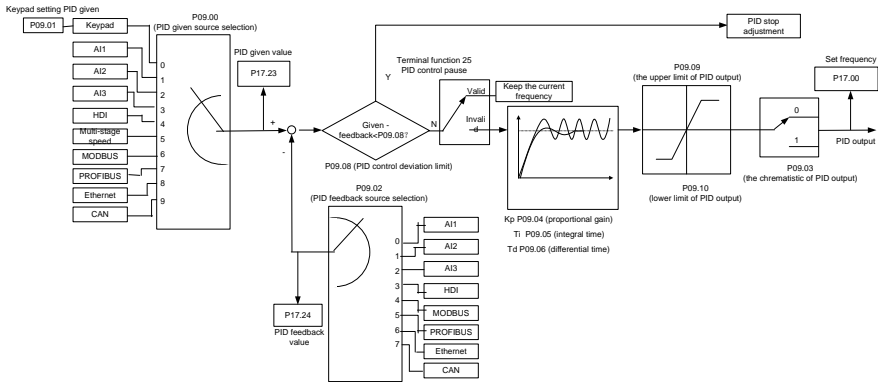 Keypad setting PID given
P09.01
Keypad
AI1
AI2
AI3
HDI
Multi-stage
speed
MODBUS
PROFIBUS
Ethernet
CAN
P09.00
(PID given source selection)
0
1
2
3
4
5
6
7
8
9
PID given value
P17.23
+
-
Y
N
Given -
feedback<P09.08?
P09.08 (PID control deviation limit)
Terminal function 25
PID control pause
Valid
Invali
d
Keep the current
frequency
PID stop
adjustment
Kp P09.04 (proportional gain)
Ti P09.05 (integral time)
Td P09.06 (differential time)
P09.09
(the upper limit of PID output)
P09.10
(lower limit of PID output)
0
1
P09.03
(the chrematistic of PID output)
Set frequency
P17.00
PID output
P09.02
(PID feedback source selection)
0
1
2
3
4
5
6
7
AI1
AI2
AI3
HDI
MODBUS
PROFIBUS
Ethernet
CAN
P17.24
PID feedback
value